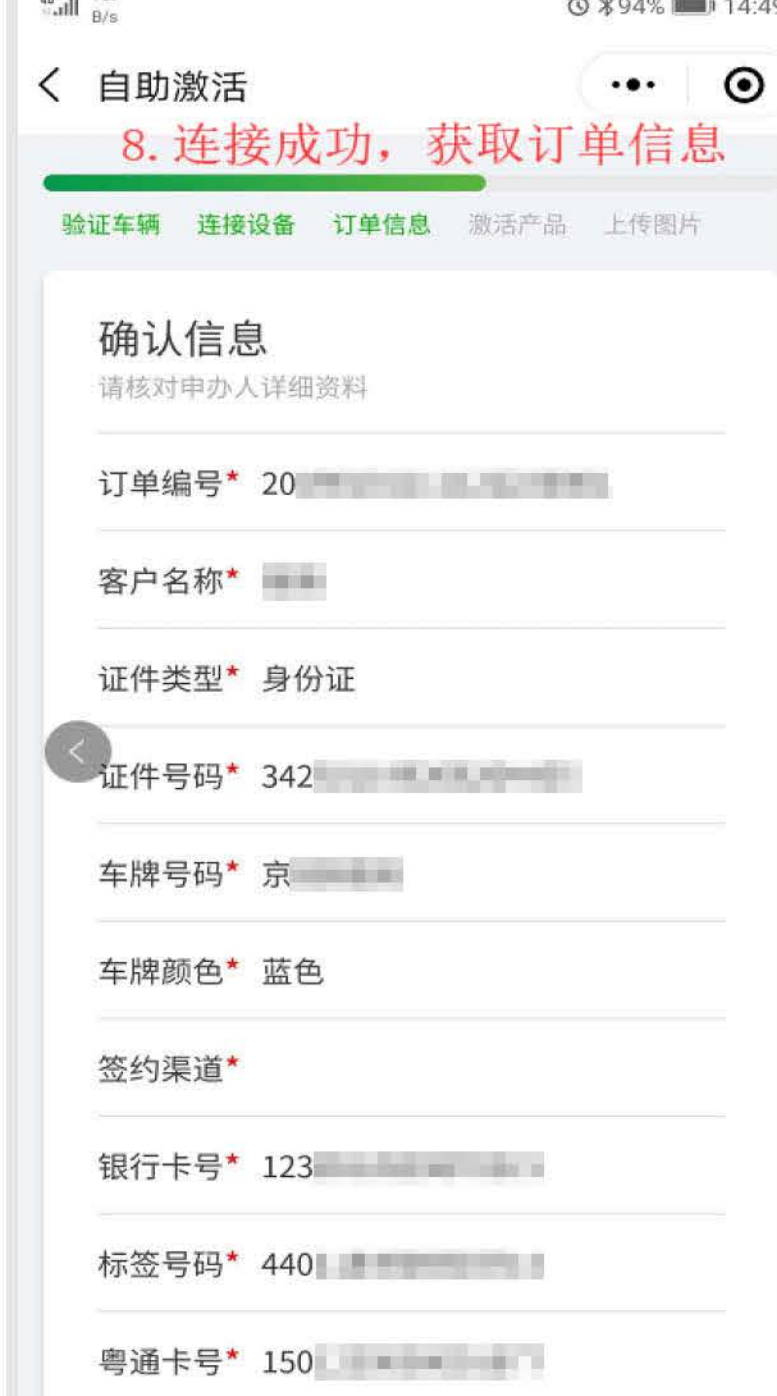 B/s 94% 14:49
自助激活
8. 连接成功，获取订单信息
验证车辆 连接设备 订单信息 激活产品 上传图片
确认信息
请核对申办人详细资料
订单编号* 20
客户名称*
证件类型* 身份证
证件号码* 342
车牌号码* 京
车牌颜色* 蓝色
签约渠道*
银行卡号* 123
标签号码* 440
粤通卡号* 150